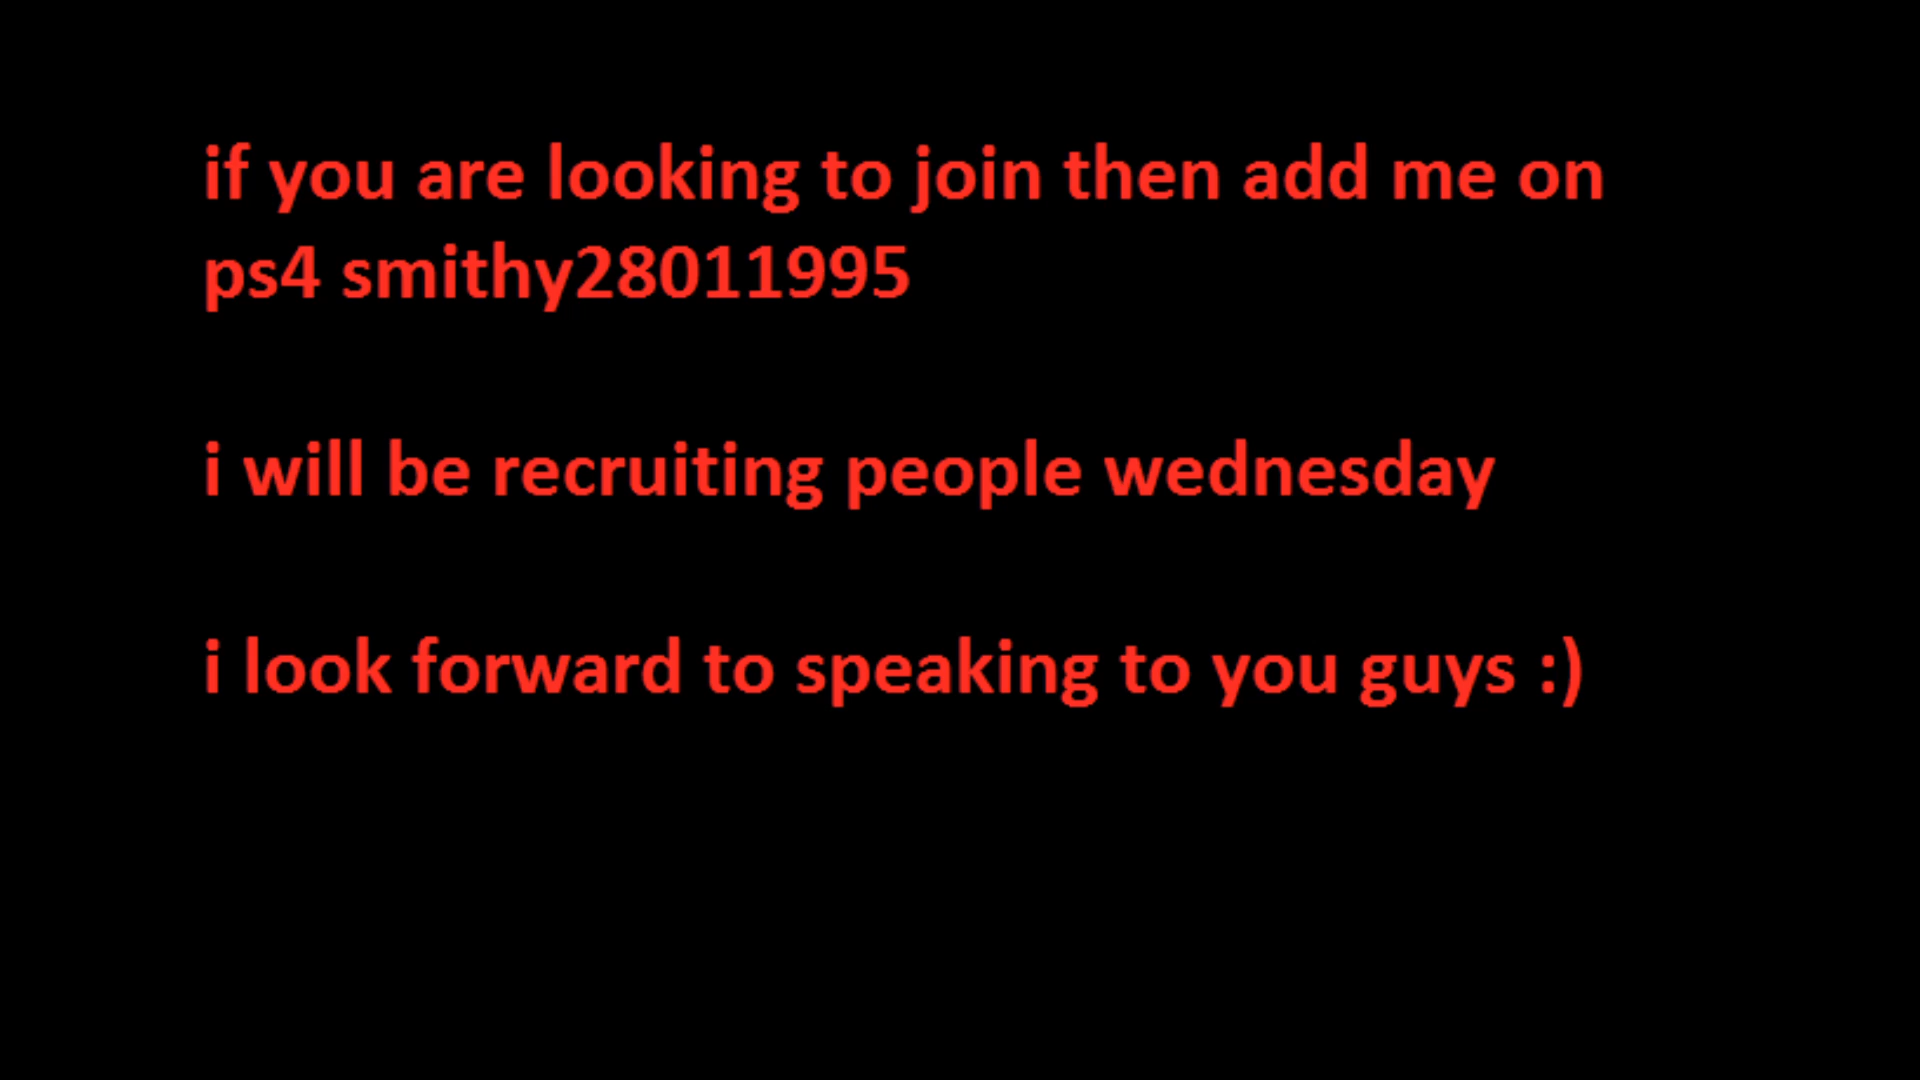 if you are looking to join then add me on
ps4 smithy28011995
i will be recruiting people wednesday
i look forward to speaking to you guys :)